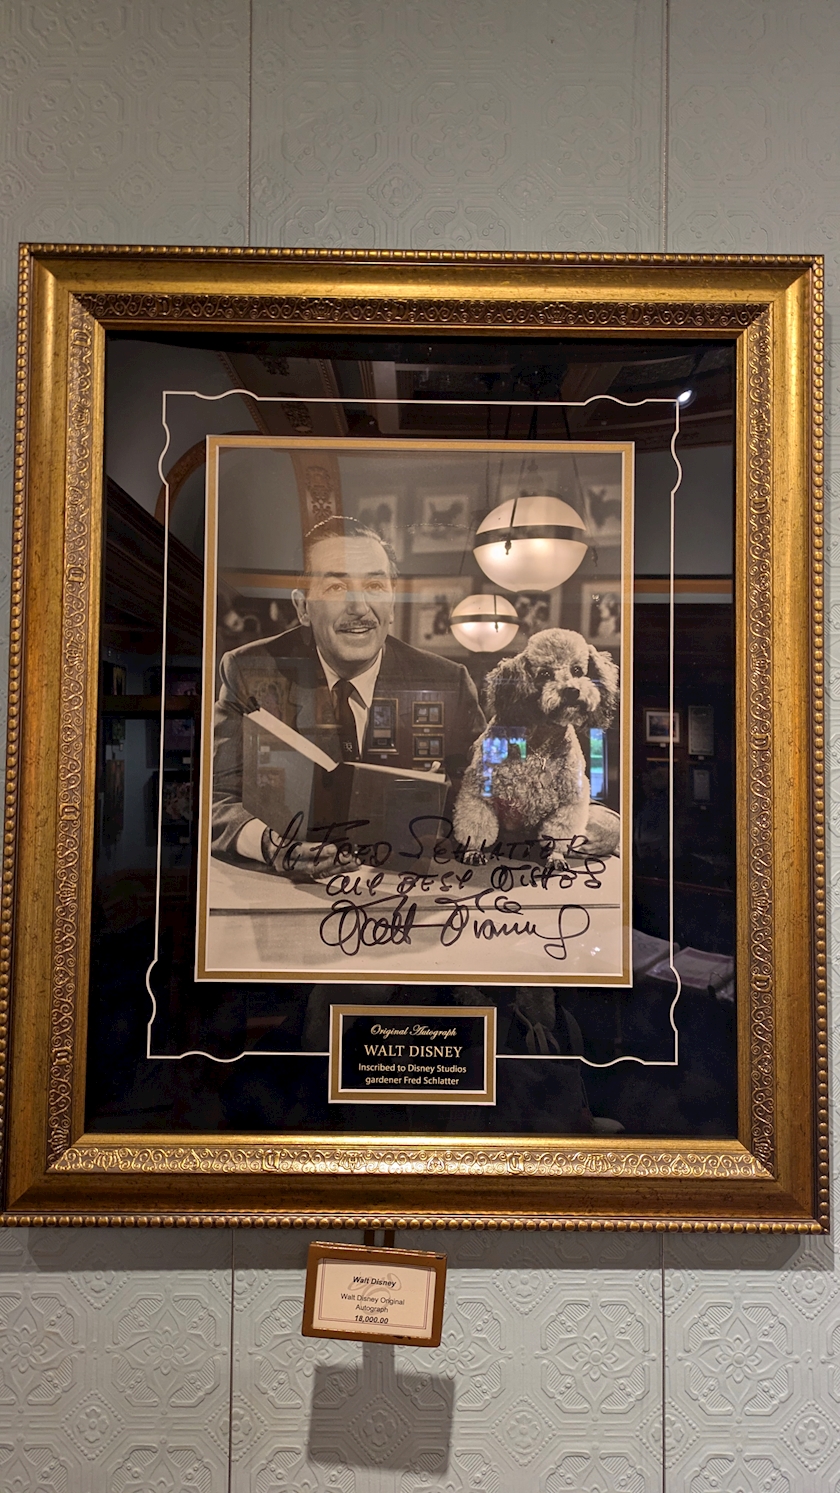 To FRED SCHLATTER
ALL BEST WISHES
Walt Disney
Original Autograph
WALT DISNEY
Inscribed to Disney Studios
gardener Fred Schlatter
Walt Disney
Walt Disney Original
Autograph
18,000.00